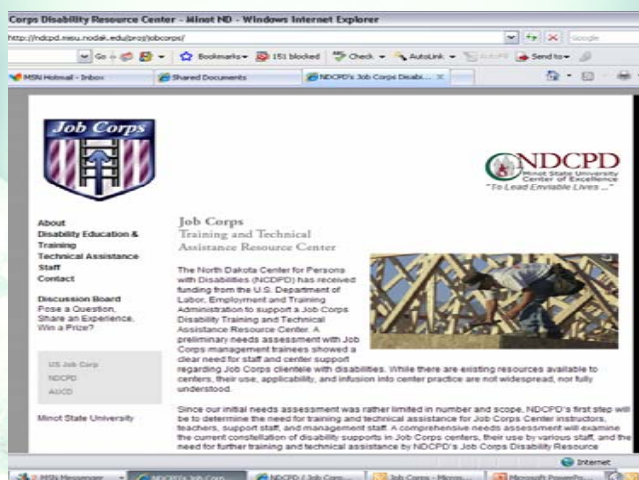 Corps Disability Resource Center - Minot ND - Windows Internet Explorer
http://ndcpd.misu.nodak.edu/proj/jobcorps/
Google
Go Bookmarks 151 blocked Check AutoLink AutoFill Send to
MSN Hotmail - Inbox Shared Documents NDCPD's Job Corps Disabi...
Job Corps
NDCPD
Minot State University
Center of Excellence
"To Lead Enviable Lives ..."
About
Disability Education &
Training
Technical Assistance
Staff
Contact
Discussion Board
Pose a Question,
Share an Experience,
Win a Prize?
US Job Corp
NDCPD
AUCD
Minot State University
Job Corps
Training and Technical
Assistance Resource Center
The North Dakota Center for Persons
with Disabilities (NCDPD) has received
funding from the U.S. Department of
Labor, Employment and Training
Administration to support a Job Corps
Disability Training and Technical
Assistance Resource Center. A
preliminary needs assessment with Job
Corps management trainees showed a
clear need for staff and center support
regarding Job Corps clientele with disabilities. While there are existing resources available to
centers, their use, applicability, and infusion into center practice are not widespread, nor fully
understood.
Since our initial needs assessment was rather limited in number and scope, NDCPD's first step will
be to determine the need for training and technical assistance for Job Corps Center instructors,
teachers, support staff, and management staff. A comprehensive needs assessment will examine
the current constellation of disability supports in Job Corps centers, their use by various staff, and the
need for further training and technical assistance by NDCPD's Job Corps Disability Resource
Internet
MSN Messenger NDCPD's Job Corp... NDCPD / Job Corp... Job Corps - Micros... Microsoft PowerPo...